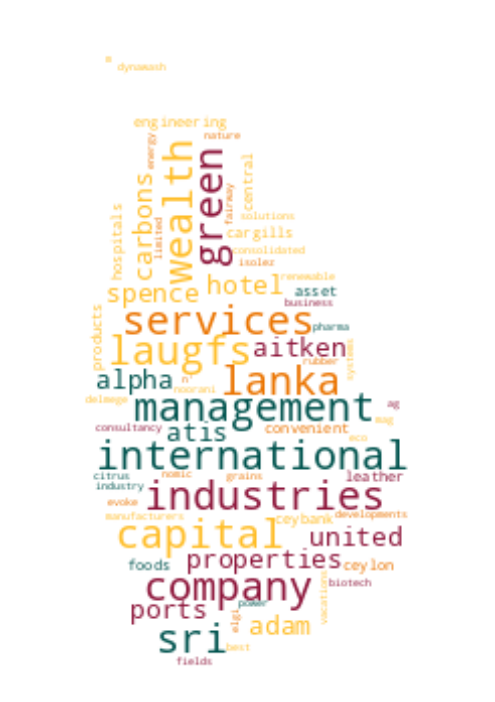 m
dynawash
engineering
nature
energy
wealth
green
central
carbons
limited
fairway
hospitals
solutions
cargills
consolidated
isolez
renewable
hotel
spence
asset
business
products
services
pharma
laugfs
aitken
systems
rubber
lanka
alpha
n'
noorani
delmege
management
ag
mag
consultancy
atis
convenient
eco
international
citrus
nomic
grains
leather
industry
industries
evoke
manufacturers
ceybank
developments
capital
united
properties
foods
ceylon
company
biotech
vacations
ports
power
elgi
adam
sri
best
fields